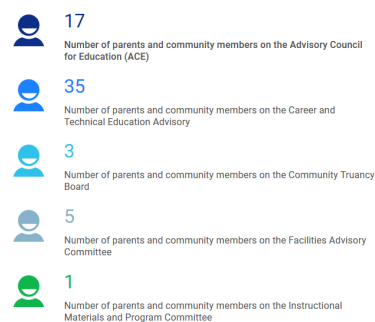 17
Number of parents and community members on the Advisory Council
for Education (ACE)
35
Number of parents and community members on the Career and
Technical Education Advisory
3
Number of parents and community members on the Community Truancy
Board
5
Number of parents and community members on the Facilities Advisory
Committee
1
Number of parents and community members on the Instructional
Materials and Program Committee